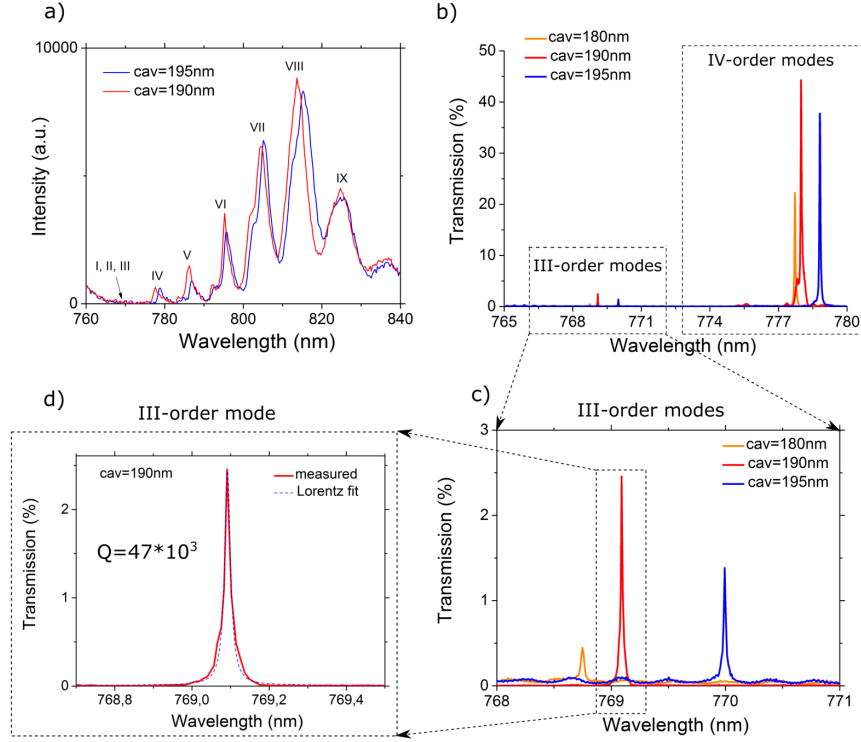 a)
10000
cav=195nm
cav=190nm
VIII
VII
IX
VI
V
I, II, III
IV
Intensity (a.u.)
0
760 780 800 820 840
Wavelength (nm)
b)
cav=180nm
cav=190nm
cav=195nm
IV-order modes
50
40
30
20
10
0
Transmission (%)
III-order modes
765 768 771 774 777 780
Wavelength (nm)
d)
III-order mode
cav=190nm
measured
Lorentz fit
Q=47*10³
2
1
0
Transmission (%)
768,8 769,0 769,2 769,4
Wavelength (nm)
c)
III-order modes
cav=180nm
cav=190nm
cav=195nm
3
2
1
0
Transmission (%)
768 769 770 771
Wavelength (nm)